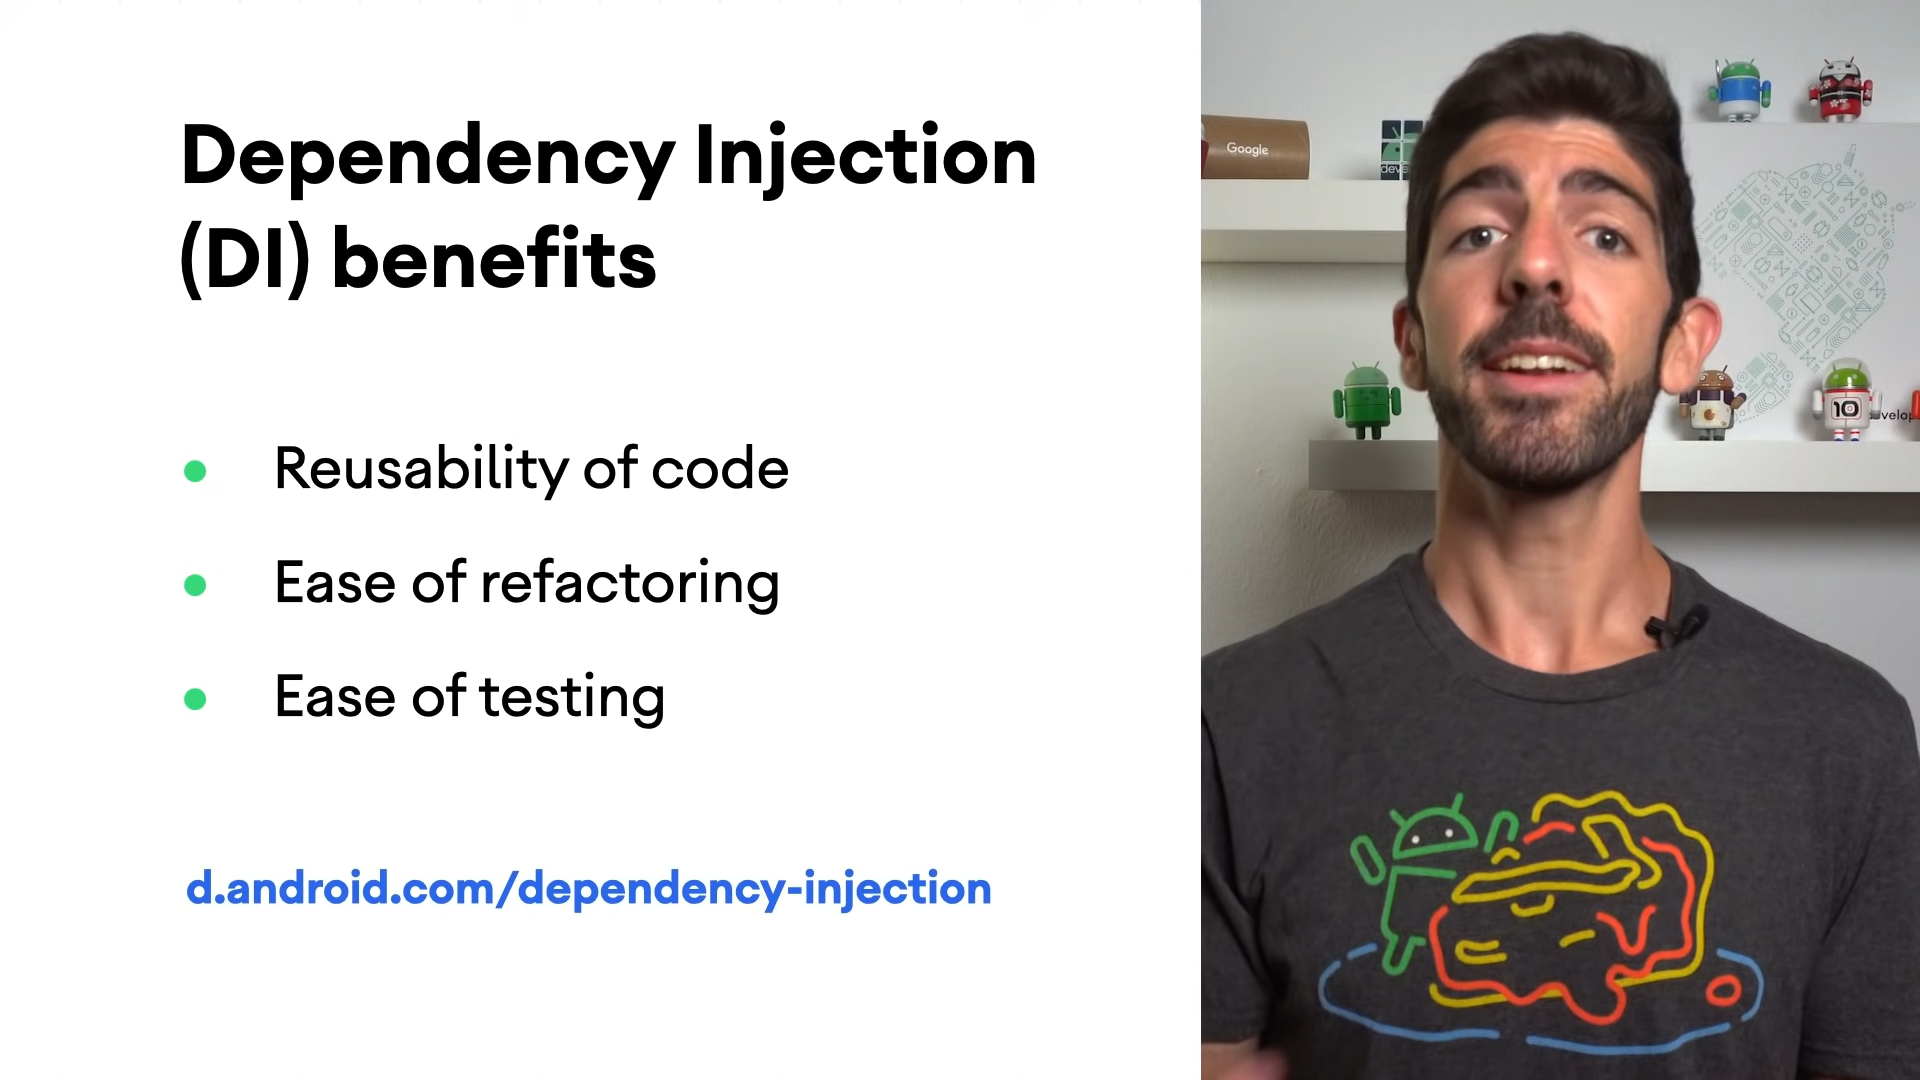 Dependency Injection
(DI) benefits
Reusability of code
Ease of refactoring
Ease of testing
d.android.com/dependency-injection
Google
10